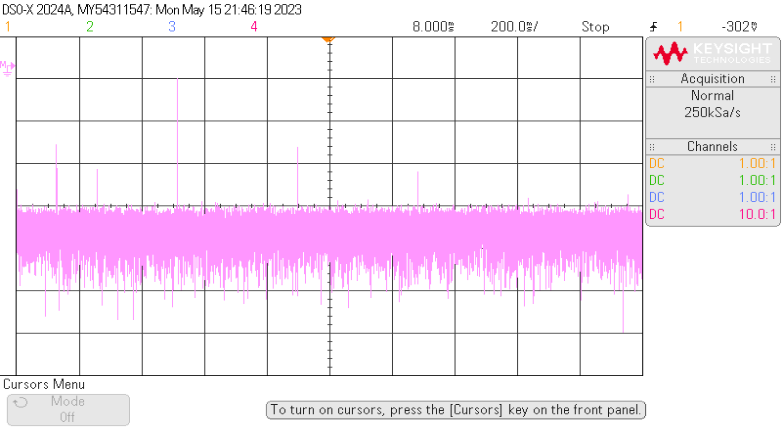 DSO-X 2024A, MY54311547: Mon May 15 21:46:19 2023
1 2 3 4 8.000s 200.0s/ Stop 1 -302V
M
KEYSIGHT
TECHNOLOGIES
Acquisition
Normal
250kSa/s
Channels
DC 1.00:1
DC 1.00:1
DC 1.00:1
DC 10.0:1
Cursors Menu
Mode
Off
To turn on cursors, press the [Cursors] key on the front panel.